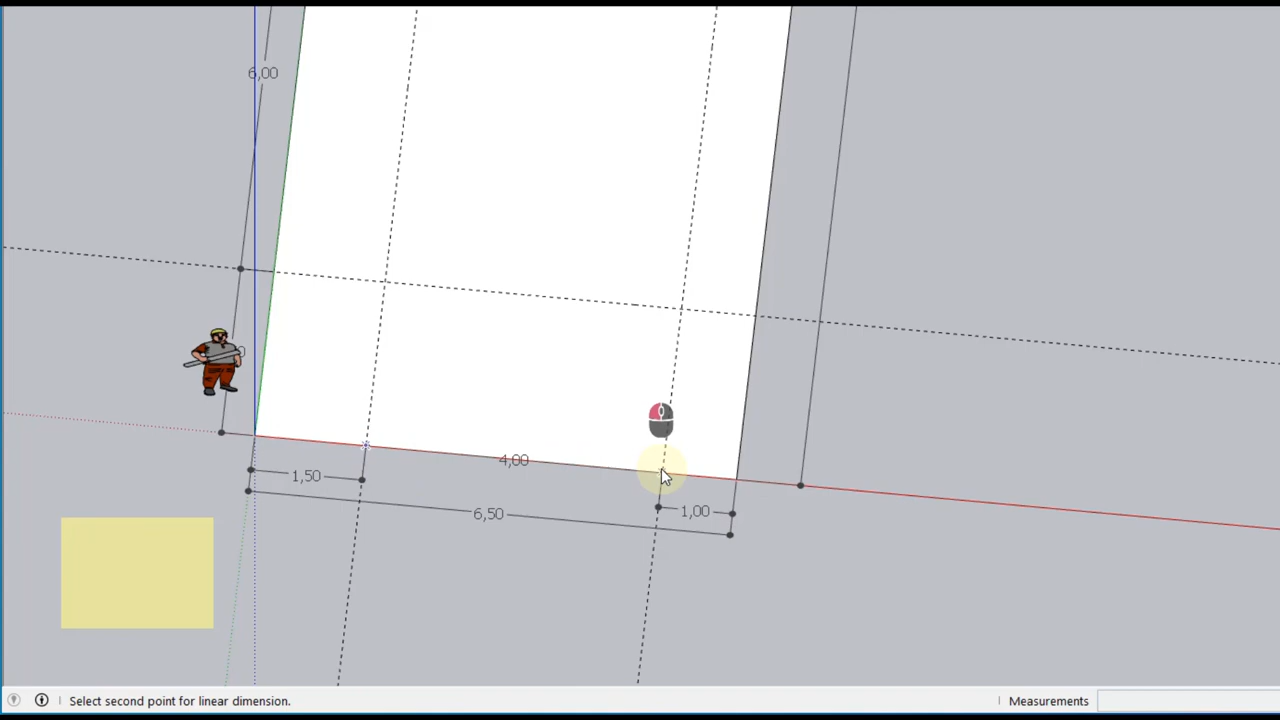 6,00
4,00
1,50
1,00
6,50
Select second point for linear dimension.
Measurements